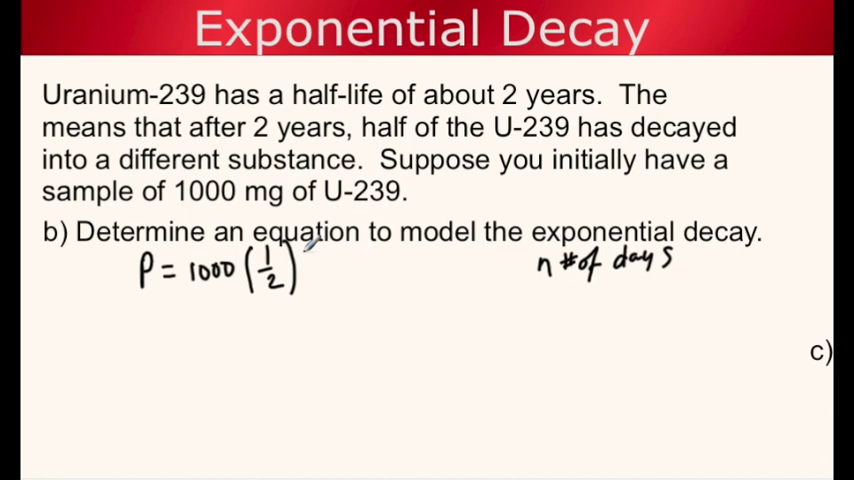 Exponential Decay
Uranium-239 has a half-life of about 2 years. The
means that after 2 years, half of the U-239 has decayed
into a different substance. Suppose you initially have a
sample of 1000 mg of U-239.
b) Determine an equation to model the exponential decay.
P = 1000 (1/2)
n # of days
c)